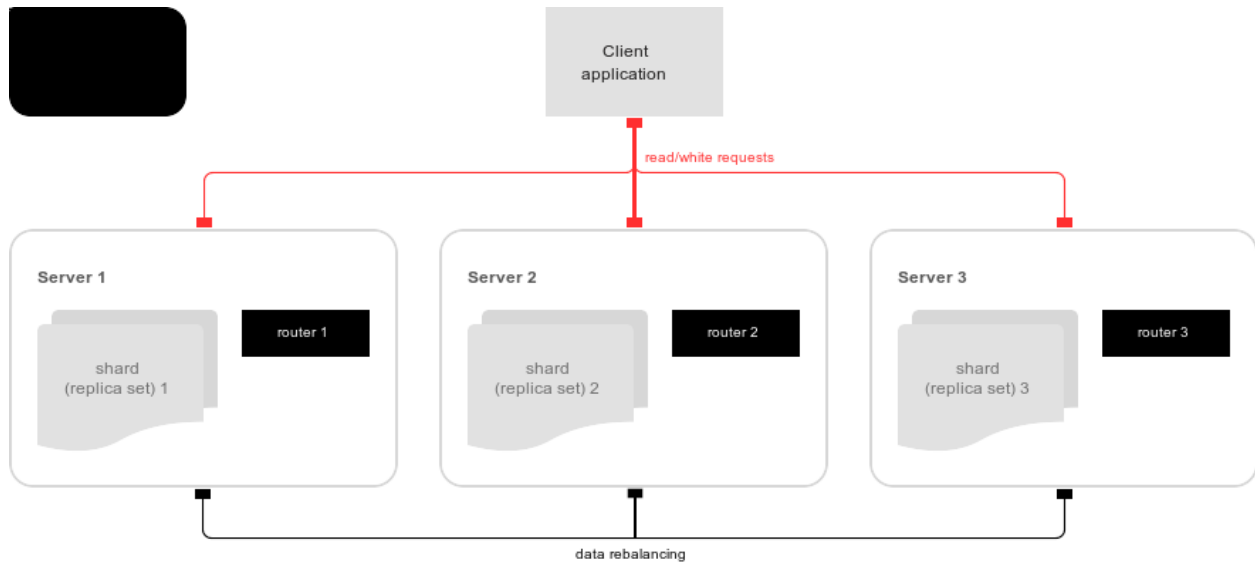 Client
application
read/white requests
Server 1
router 1
shard
(replica set) 1
Server 2
router 2
shard
(replica set) 2
Server 3
router 3
shard
(replica set) 3
data rebalancing